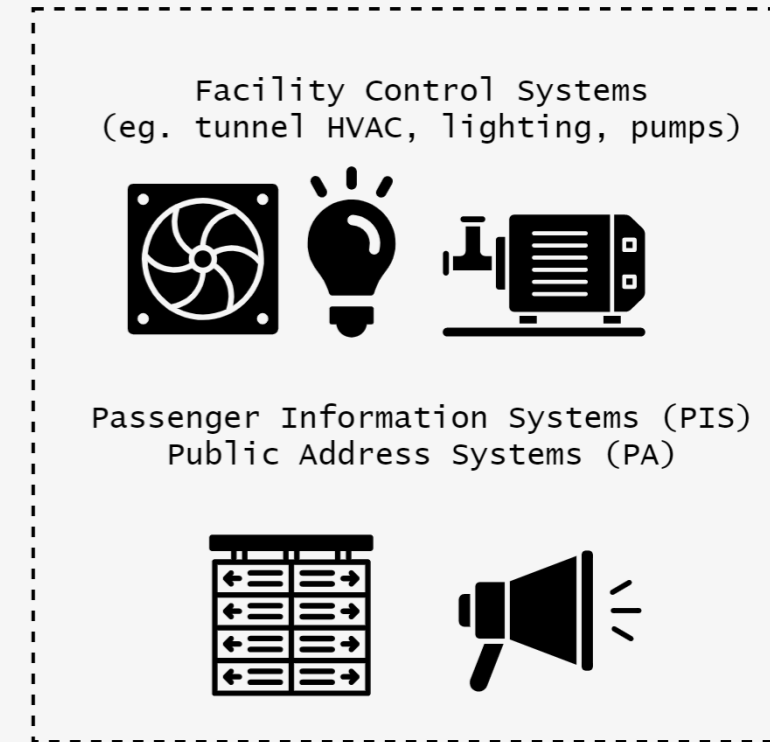 Facility Control Systems
(eg. tunnel HVAC, lighting, pumps)
Passenger Information Systems (PIS)
Public Address Systems (PA)